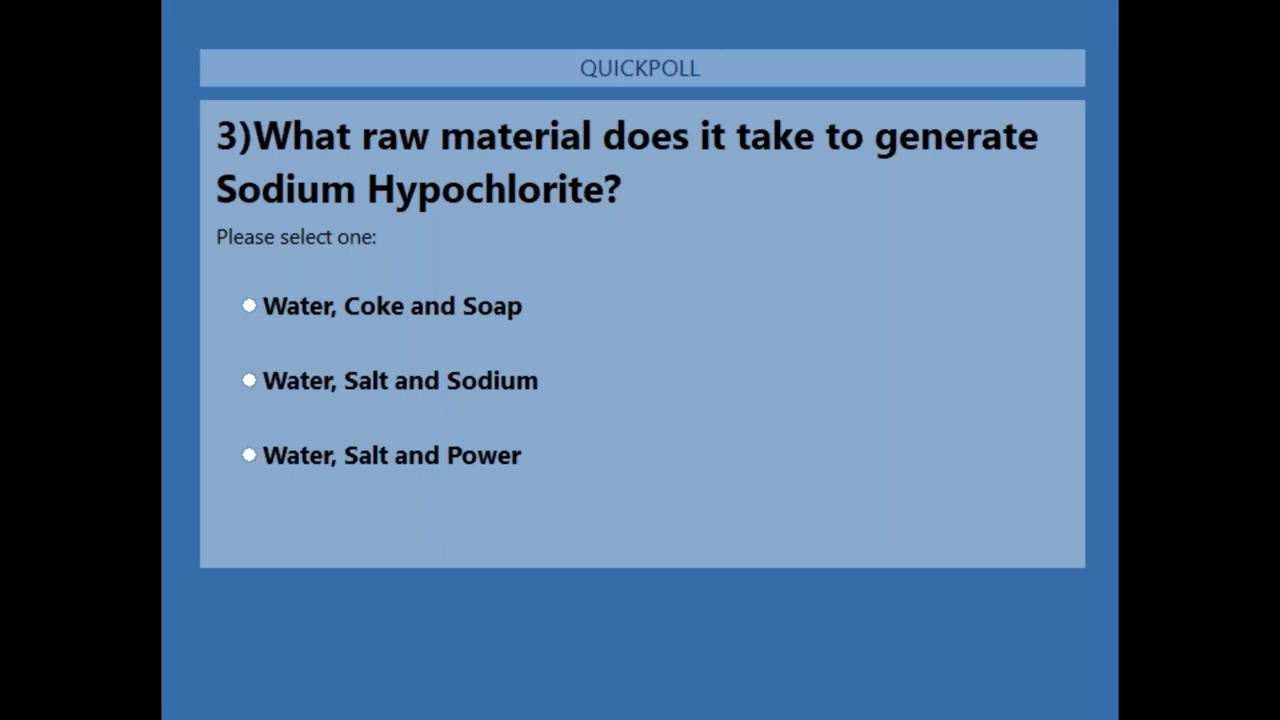 QUICKPOLL
3)What raw material does it take to generate
Sodium Hypochlorite?
Please select one:
Water, Coke and Soap
Water, Salt and Sodium
Water, Salt and Power